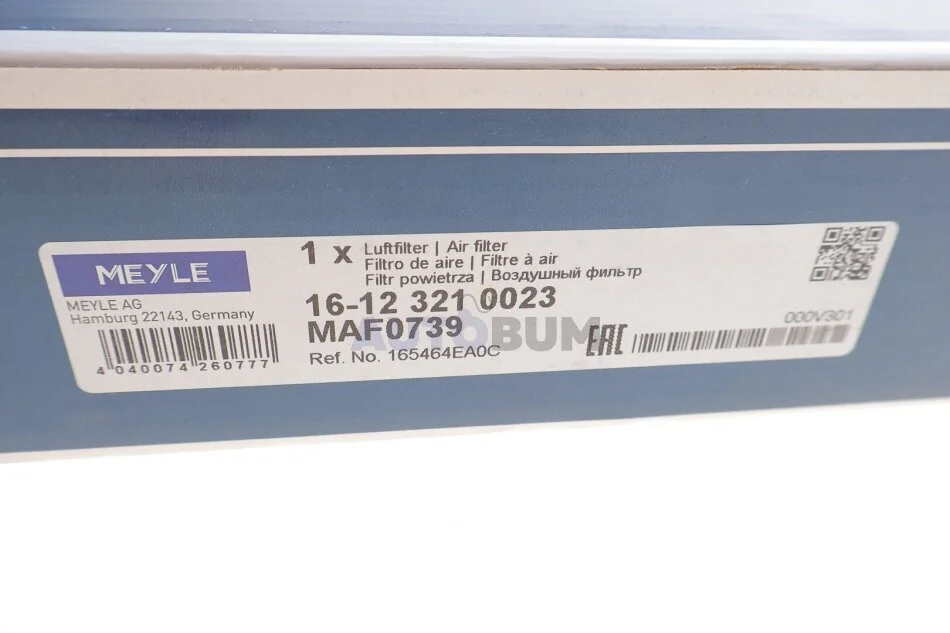 MEYLE
MEYLE AG
Hamburg 22143, Germany
4 040074 260777
1 x
Luftfilter | Air filter
Filtro de aire | Filtre à air
Filtr powietrza | Воздушный фильтр
16-12 321 0023
MAF0739
Ref. No. 165464EA0C
AUTOBUM
EAC
000V301